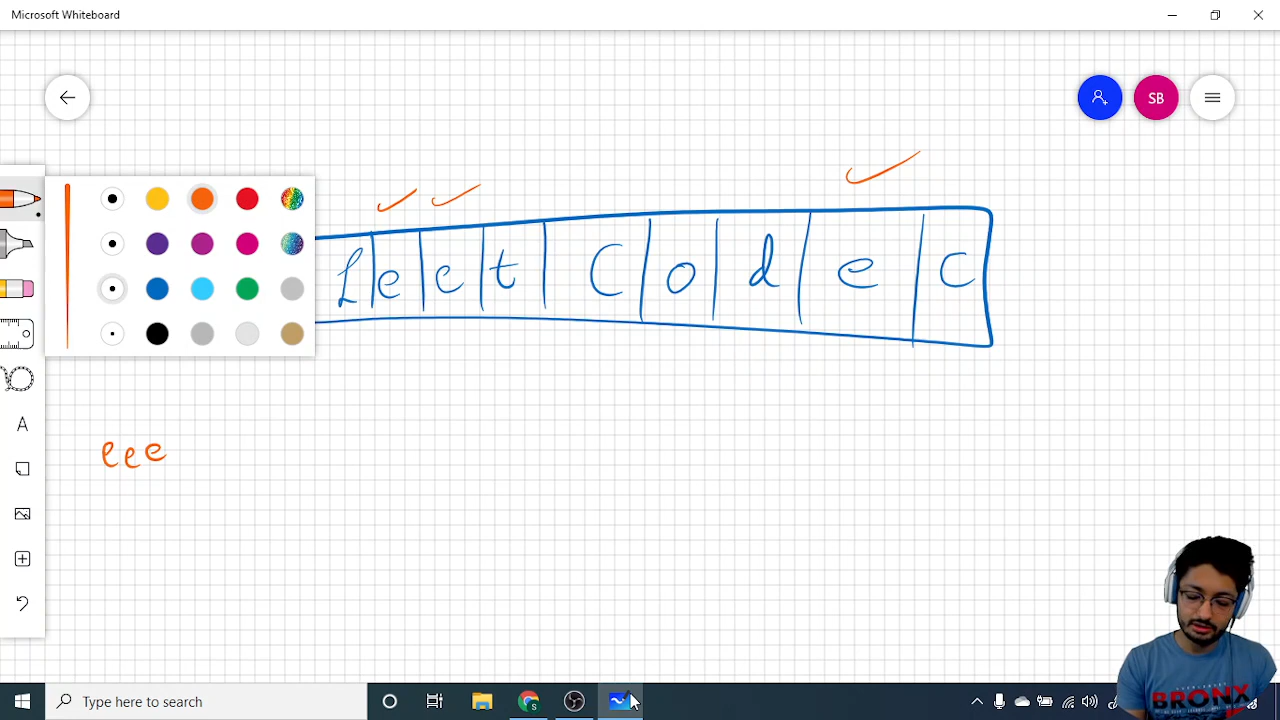 Microsoft Whiteboard
SB
L e e t C o d e c
A
e e e
BRONX
Type here to search